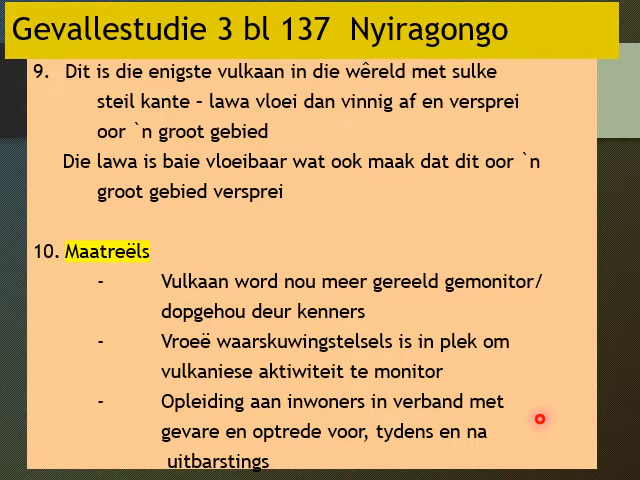 Gevallestudie 3 bl 137 Nyiragongo
9. Dit is die enigste vulkaan in die wêreld met sulke
steil kante – lawa vloei dan vinnig af en versprei
oor `n groot gebied
Die lawa is baie vloeibaar wat ook maak dat dit oor `n
groot gebied versprei
10. Maatreëls
- Vulkaan word nou meer gereeld gemonitor/
dopgehou deur kenners
- Vroeë waarskuwingstelsels is in plek om
vulkaniese aktiwiteit te monitor
- Opleiding aan inwoners in verband met
gevare en optrede voor, tydens en na
uitbarstings